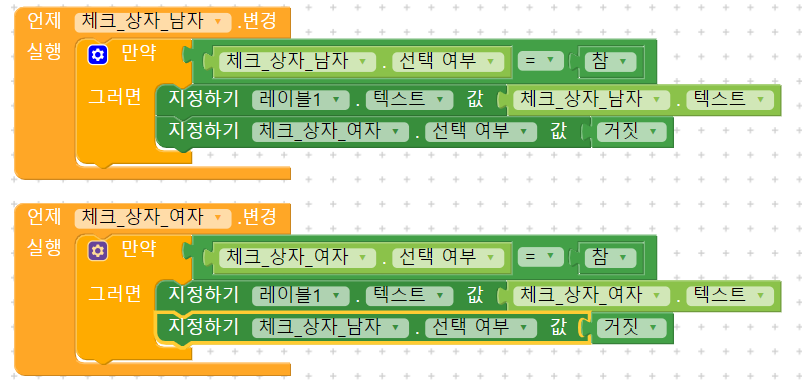 언제 체크_상자_남자 .변경
실행 만약 체크_상자_남자 . 선택 여부 = 참
그러면 지정하기 레이블1 . 텍스트 값 체크_상자_남자 . 텍스트
지정하기 체크_상자_여자 . 선택 여부 값 거짓
언제 체크_상자_여자 .변경
실행 만약 체크_상자_여자 . 선택 여부 = 참
그러면 지정하기 레이블1 . 텍스트 값 체크_상자_여자 . 텍스트
지정하기 체크_상자_남자 . 선택 여부 값 거짓